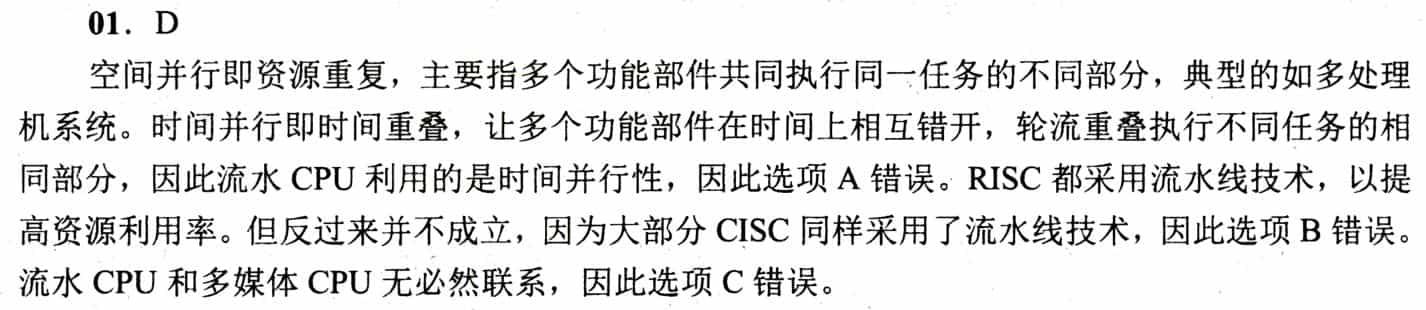 01．D
空间并行即资源重复，主要指多个功能部件共同执行同一任务的不同部分，典型的如多处理
机系统。时间并行即时间重叠，让多个功能部件在时间上相互错开，轮流重叠执行不同任务的相
同部分，因此流水 CPU 利用的是时间并行性，因此选项 A 错误。RISC 都采用流水线技术，以提
高资源利用率。但反过来并不成立，因为大部分 CISC 同样采用了流水线技术，因此选项 B 错误。
流水 CPU 和多媒体 CPU 无必然联系，因此选项 C 错误。